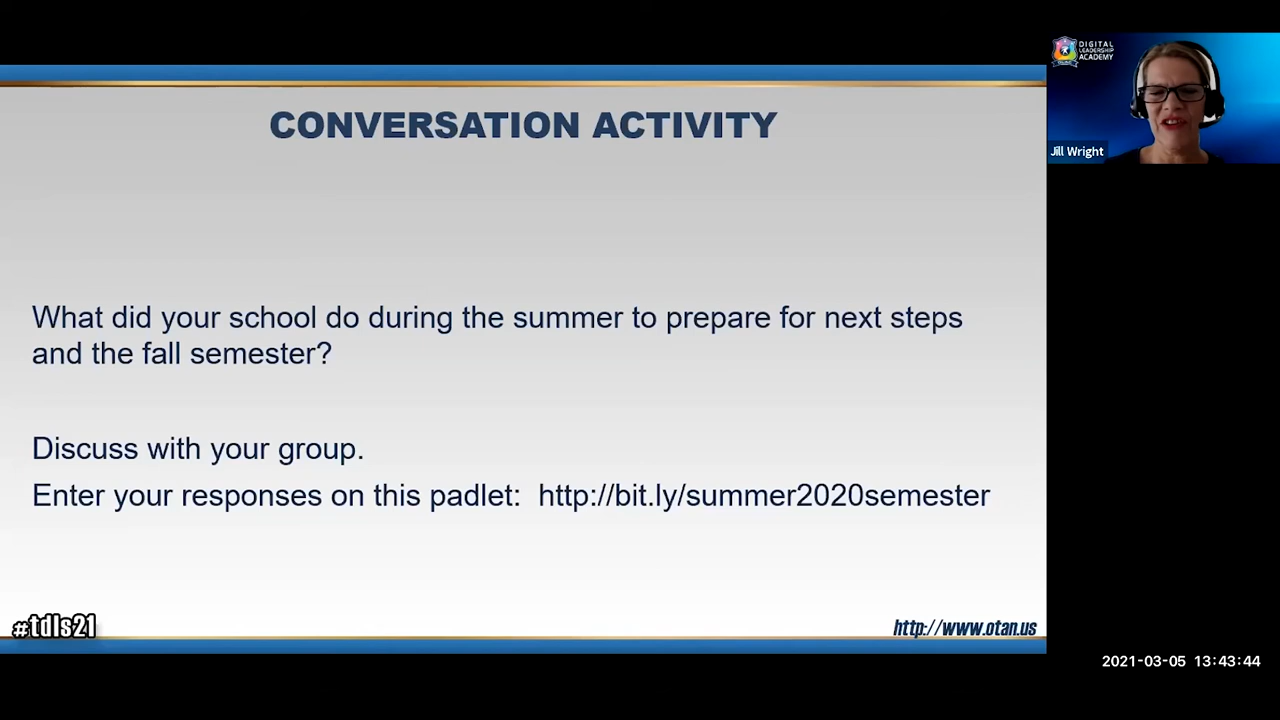 CONVERSATION ACTIVITY
What did your school do during the summer to prepare for next steps
and the fall semester?
Discuss with your group.
Enter your responses on this padlet: http://bit.ly/summer2020semester
#tdls21
http://www.otan.us
DIGITAL
LEADERSHIP
ACADEMY
Jill Wright
2021-03-05 13:43:44